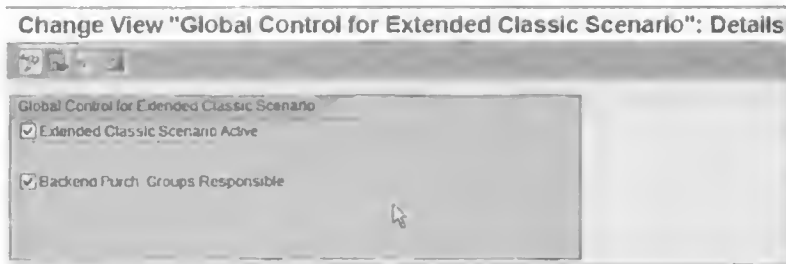 Change View "Global Control for Extended Classic Scenario": Details
Global Control for Extended Classic Scenario
Extended Classic Scenario Active
Backend Purch. Groups Responsible